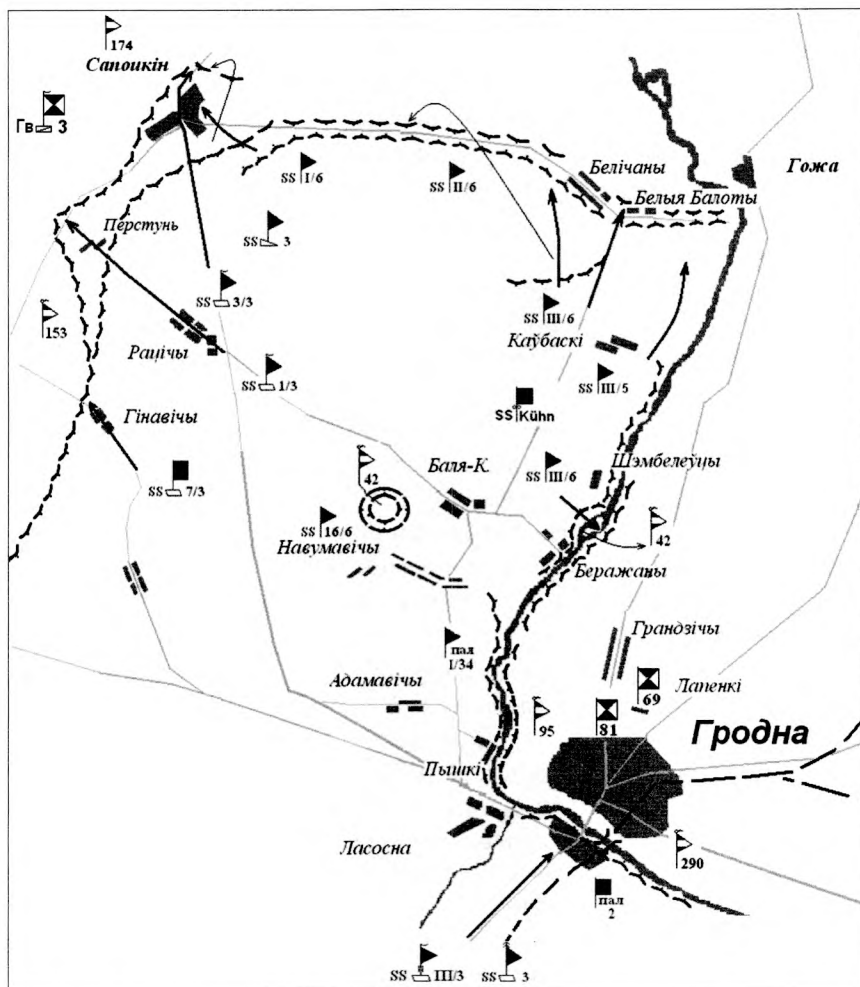 174
Сапоцкін
Гв 3
SS I/6
SS II/6
Белічаны
Гожа
Белыя Балоты
Перстунь
SS 3
SS 3/3
153
SS III/6
Рацічы
Каўбаскі
SS 1/3
SS III/5
SS Kühn
Гінавічы
Шэмбелеўцы
42
Баля-К.
SS III/6
SS 7/3
SS 16/6
42
Навумавічы
Беражаны
Грандзічы
пал
I/34
69
Лапенкі
Адамавічы
95
81
Гродна
Пышкі
Ласосна
290
пал
2
SS III/3
SS 3